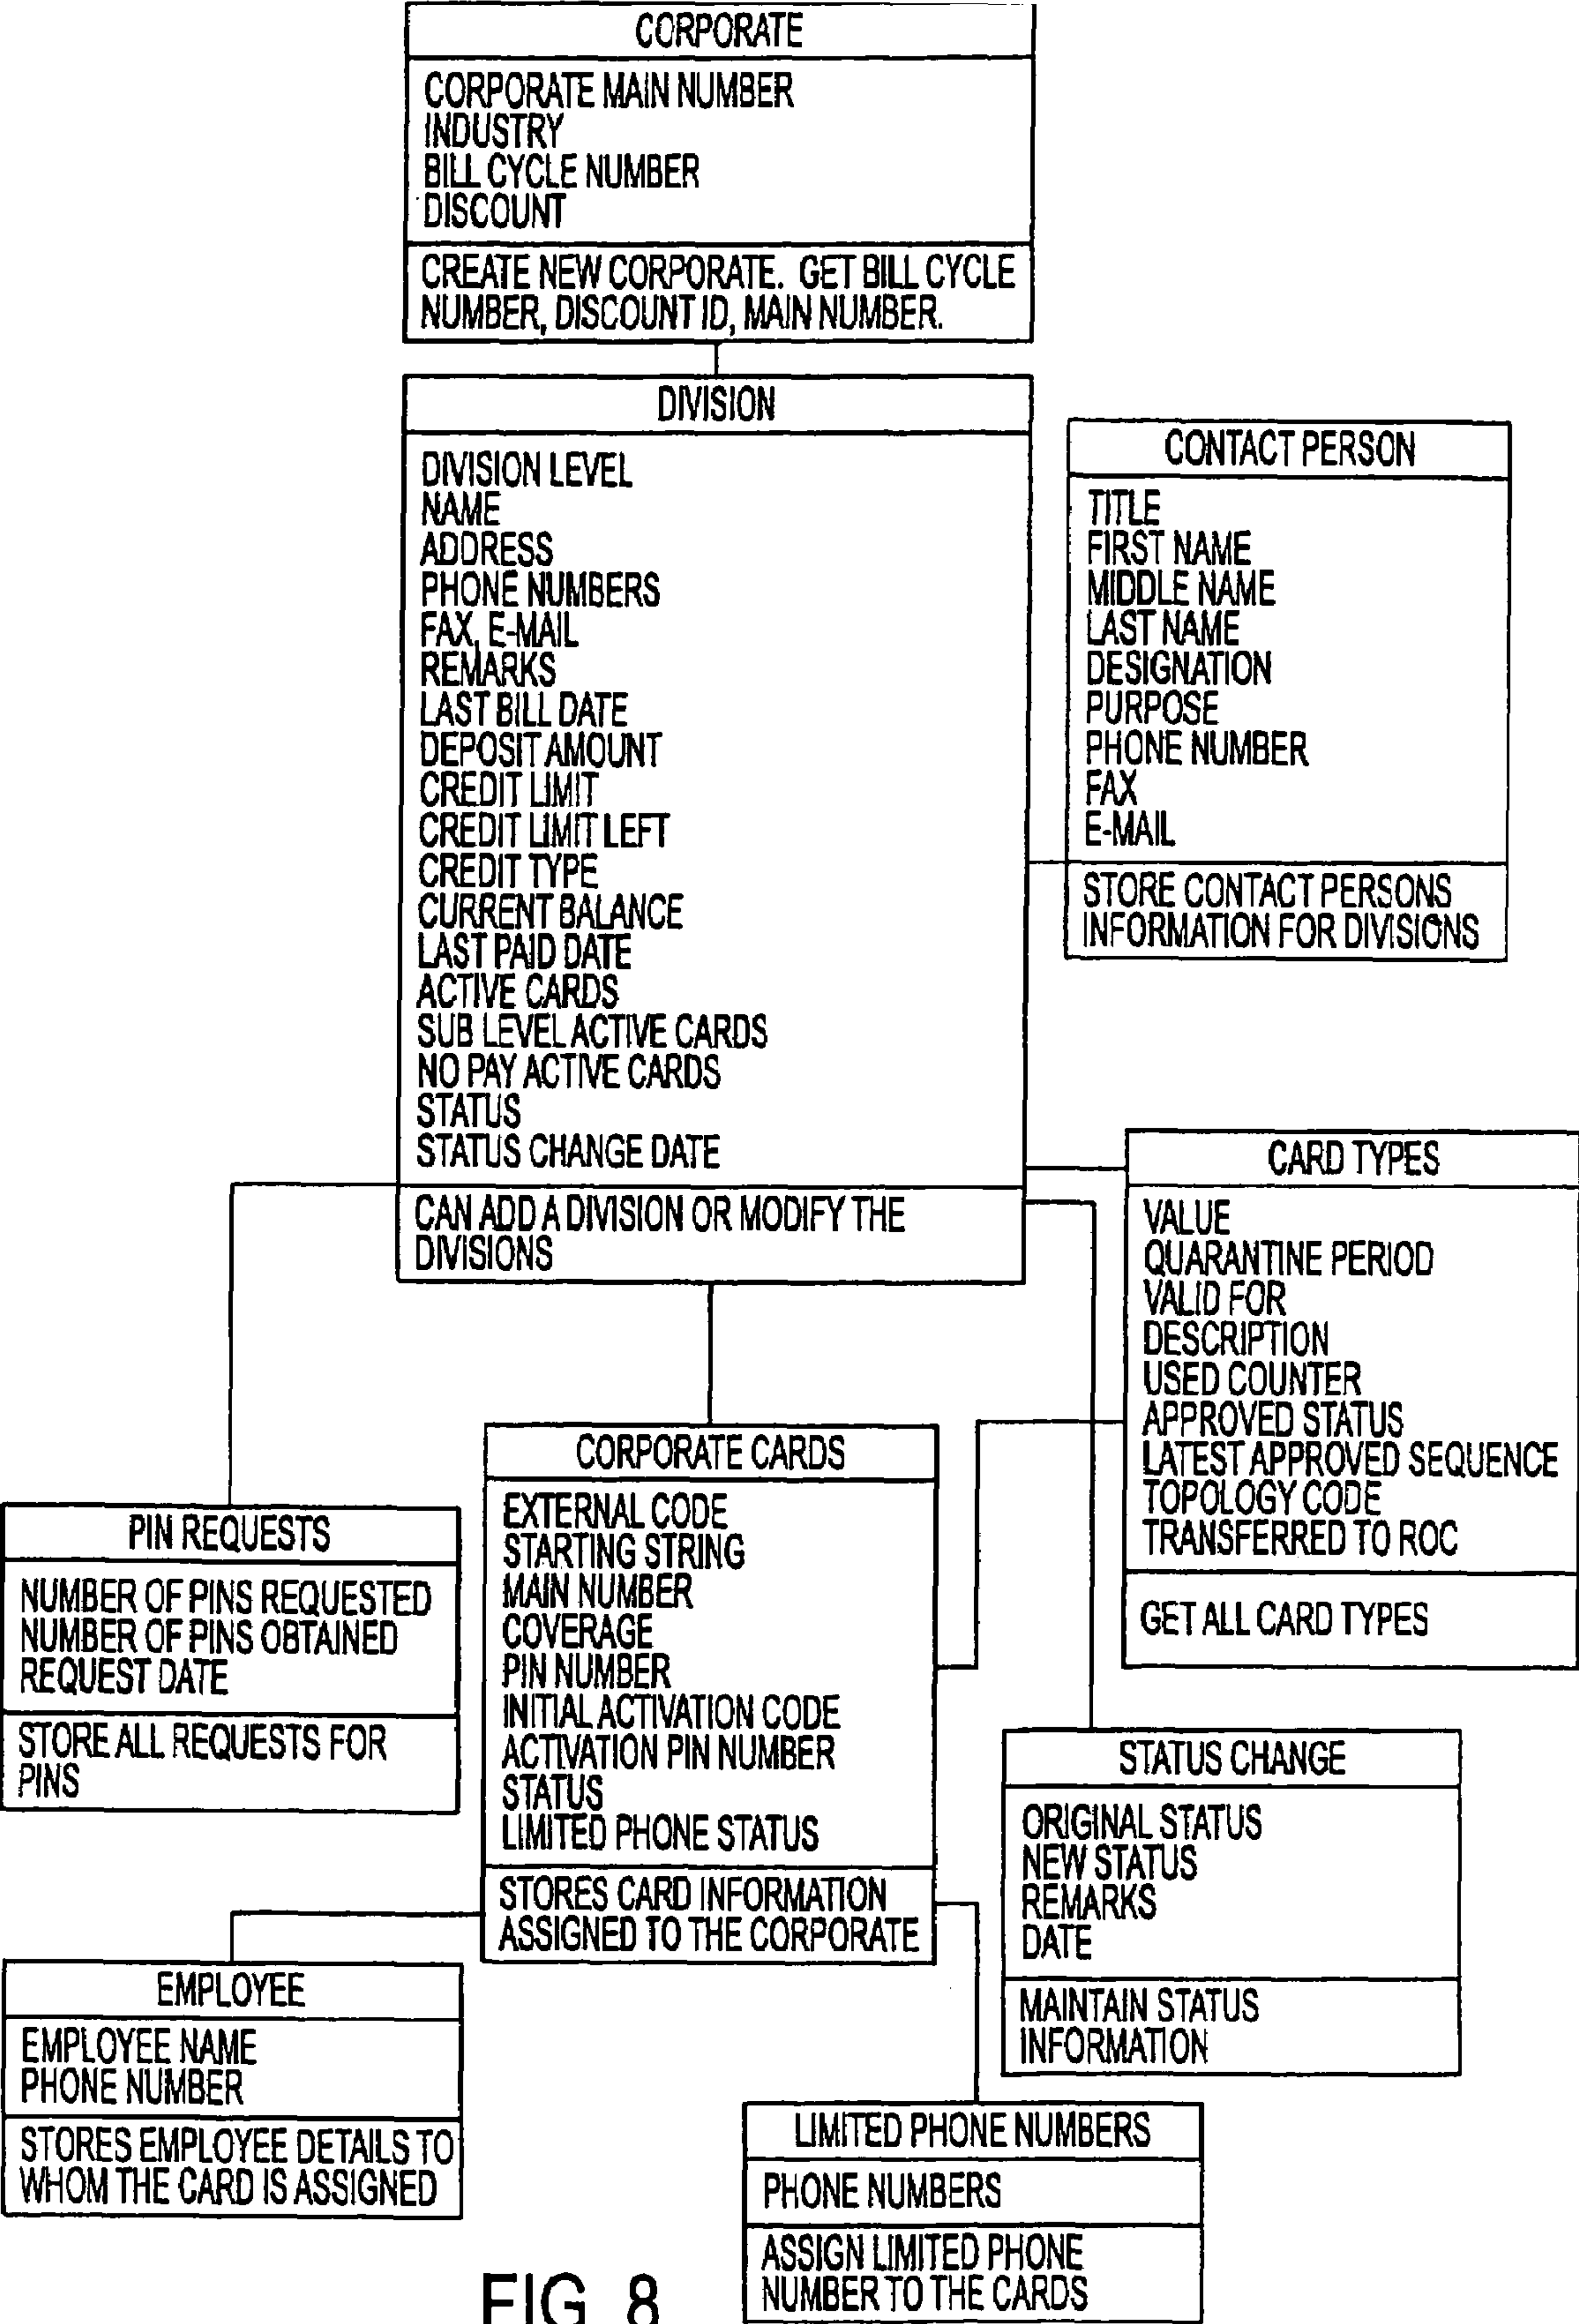 CORPORATE
CORPORATE MAIN NUMBER
INDUSTRY
BILL CYCLE NUMBER
DISCOUNT
CREATE NEW CORPORATE. GET BILL CYCLE
NUMBER, DISCOUNT ID, MAIN NUMBER.
DIVISION
DIVISION LEVEL
NAME
ADDRESS
PHONE NUMBERS
FAX, E-MAIL
REMARKS
LAST BILL DATE
DEPOSIT AMOUNT
CREDIT LIMIT
CREDIT LIMIT LEFT
CREDIT TYPE
CURRENT BALANCE
LAST PAID DATE
ACTIVE CARDS
SUB LEVEL ACTIVE CARDS
NO PAY ACTIVE CARDS
STATUS
STATUS CHANGE DATE
CAN ADD A DIVISION OR MODIFY THE
DIVISIONS
CONTACT PERSON
TITLE
FIRST NAME
MIDDLE NAME
LAST NAME
DESIGNATION
PURPOSE
PHONE NUMBER
FAX
E-MAIL
STORE CONTACT PERSONS
INFORMATION FOR DIVISIONS
CARD TYPES
VALUE
QUARANTINE PERIOD
VALID FOR
DESCRIPTION
USED COUNTER
APPROVED STATUS
LATEST APPROVED SEQUENCE
TOPOLOGY CODE
TRANSFERRED TO ROC
GET ALL CARD TYPES
PIN REQUESTS
NUMBER OF PINS REQUESTED
NUMBER OF PINS OBTAINED
REQUEST DATE
STORE ALL REQUESTS FOR
PINS
CORPORATE CARDS
EXTERNAL CODE
STARTING STRING
MAIN NUMBER
COVERAGE
PIN NUMBER
INITIAL ACTIVATION CODE
ACTIVATION PIN NUMBER
STATUS
LIMITED PHONE STATUS
STORES CARD INFORMATION
ASSIGNED TO THE CORPORATE
STATUS CHANGE
ORIGINAL STATUS
NEW STATUS
REMARKS
DATE
MAINTAIN STATUS
INFORMATION
EMPLOYEE
EMPLOYEE NAME
PHONE NUMBER
STORES EMPLOYEE DETAILS TO
WHOM THE CARD IS ASSIGNED
LIMITED PHONE NUMBERS
PHONE NUMBERS
ASSIGN LIMITED PHONE
NUMBER TO THE CARDS
FIG 8